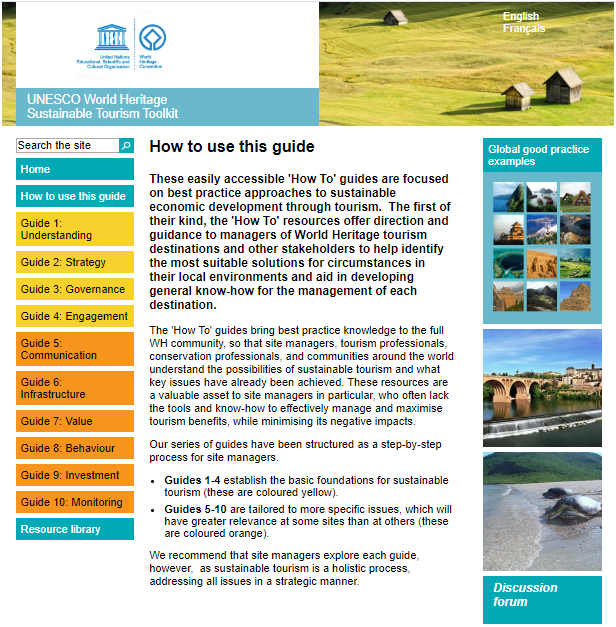 English
Français
United Nations
Educational, Scientific and
Cultural Organization
World
Heritage
Convention
UNESCO World Heritage
Sustainable Tourism Toolkit
Search the site
Home
How to use this guide
Guide 1:
Understanding
Guide 2: Strategy
Guide 3: Governance
Guide 4: Engagement
Guide 5:
Communication
Guide 6:
Infrastructure
Guide 7: Value
Guide 8: Behaviour
Guide 9: Investment
Guide 10: Monitoring
Resource library
How to use this guide
These easily accessible 'How To' guides are focused
on best practice approaches to sustainable
economic development through tourism.  The first of
their kind, the 'How To' resources offer direction and
guidance to managers of World Heritage tourism
destinations and other stakeholders to help identify
the most suitable solutions for circumstances in
their local environments and aid in developing
general know-how for the management of each
destination.
The 'How To' guides bring best practice knowledge to the full
WH community, so that site managers, tourism professionals,
conservation professionals, and communities around the world
understand the possibilities of sustainable tourism and what
key issues have already been achieved. These resources are
a valuable asset to site managers in particular, who often lack
the tools and know-how to effectively manage and maximise
tourism benefits, while minimising its negative impacts.
Our series of guides have been structured as a step-by-step
process for site managers.
• Guides 1-4 establish the basic foundations for sustainable
tourism (these are coloured yellow).
• Guides 5-10 are tailored to more specific issues, which will
have greater relevance at some sites than at others (these
are coloured orange).
We recommend that site managers explore each guide,
however,  as sustainable tourism is a holistic process,
addressing all issues in a strategic manner.
Global good practice
examples
Discussion
forum